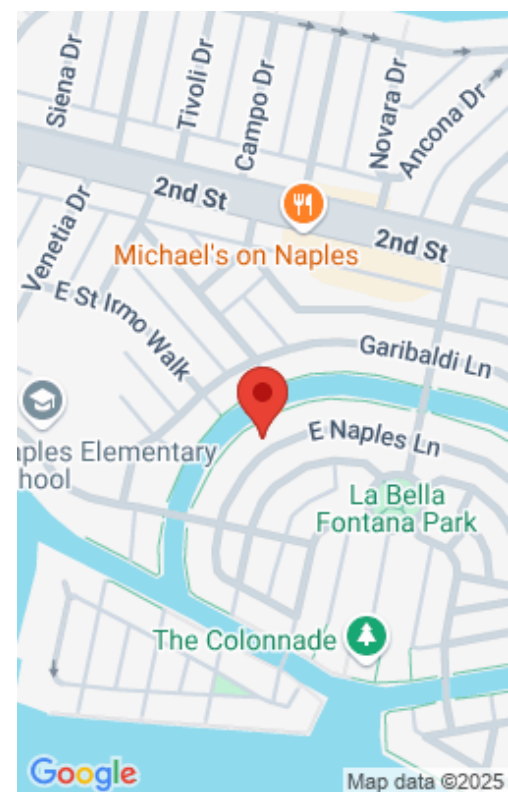 Siena Dr
Tivoli Dr
Campo Dr
Novara Dr
Ancona Dr
2nd St
Venetia Dr
Michael's on Naples
2nd St
E St Irmo Walk
Garibaldi Ln
E Naples Ln
aples Elementary
hool
La Bella
Fontana Park
The Colonnade
Google
Map data ©2025